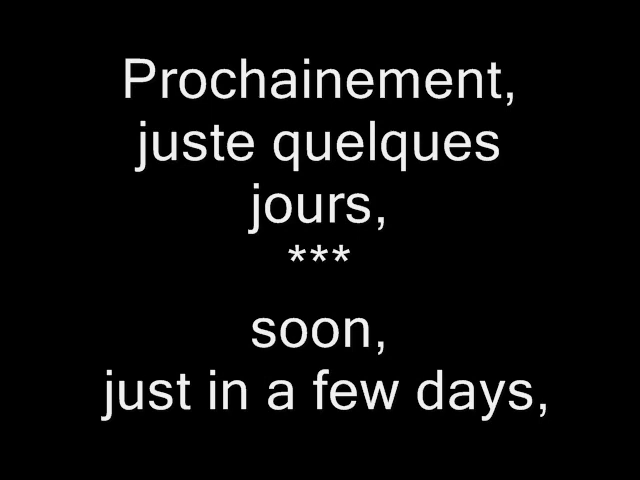 Prochainement,
juste quelques
jours,
***
soon,
just in a few days,